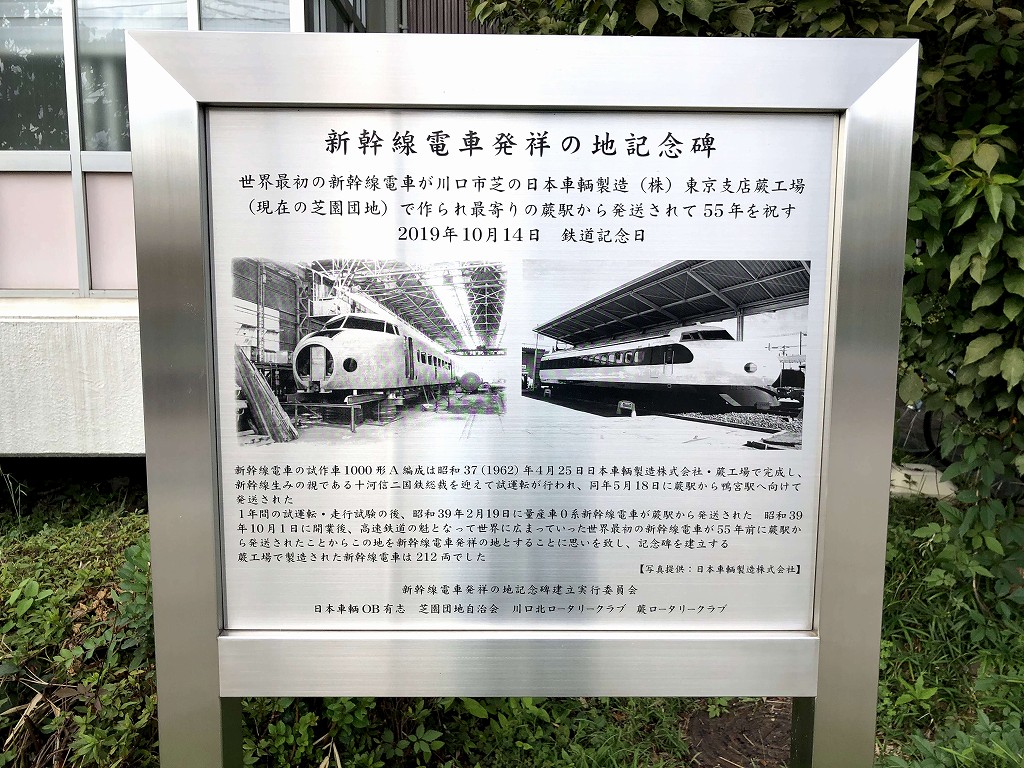 新幹線電車発祥の地記念碑
世界最初の新幹線電車が川口市芝の日本車輌製造（株）東京支店蕨工場
（現在の芝園団地）で作られ最寄りの蕨駅から発送されて55年を祝す
2019年10月14日　鉄道記念日
新幹線電車の試作車1000形A編成は昭和37(1962)年4月25日日本車輌製造株式会社・蕨工場で完成し、
新幹線生みの親である十河信二国鉄総裁を迎えて試運転が行われ、同年5月18日に蕨駅から鴨宮駅へ向けて
発送された
1年間の試運転・走行試験の後、昭和39年2月19日に量産車0系新幹線電車が蕨駅から発送された　昭和39
年10月1日に開業後、高速鉄道の魁となって世界に広まっていった世界最初の新幹線電車が55年前に蕨駅か
ら発送されたことからこの地を新幹線電車発祥の地とすることに思いを致し、記念碑を建立する
蕨工場で製造された新幹線電車は212両でした
【写真提供：日本車輌製造株式会社】
新幹線電車発祥の地記念碑建立実行委員会
日本車輌OB有志　芝園団地自治会　川口北ロータリークラブ　蕨ロータリークラブ